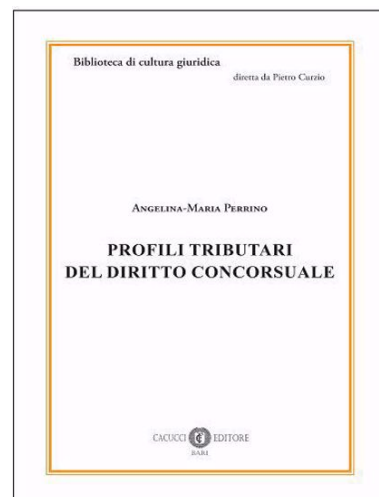 Biblioteca di cultura giuridica
diretta da Pietro Curzio
ANGELINA-MARIA PERRINO
PROFILI TRIBUTARI
DEL DIRITTO CONCORSUALE
CACUCCI EDITORE
BARI